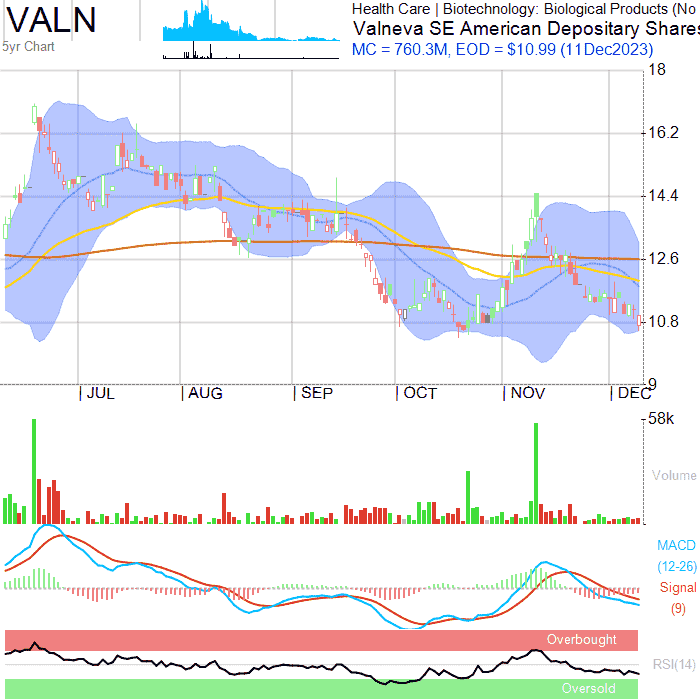 VALN
5yr Chart
Health Care | Biotechnology: Biological Products (No
Valneva SE American Depositary Shares
MC = 760.3M, EOD = $10.99 (11Dec2023)
18
16.2
14.4
12.6
10.8
9
JUL AUG SEP OCT NOV DEC
58k
Volume
MACD
(12-26)
Signal
(9)
Overbought
RSI(14)
Oversold